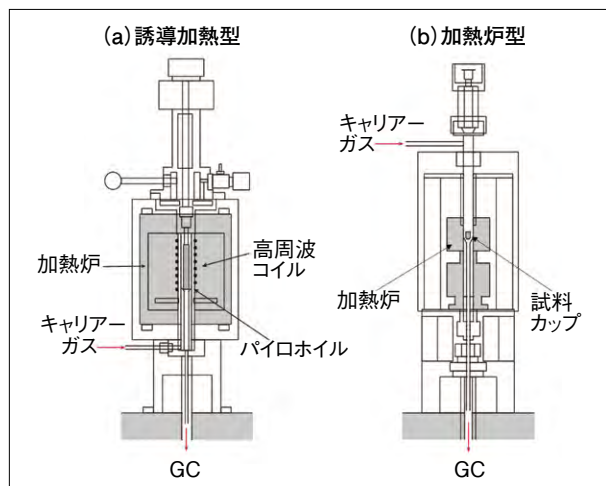 (a)誘導加熱型
(b)加熱炉型
加熱炉
高周波
コイル
キャリアー
ガス
パイロホイル
GC
キャリアー
ガス
加熱炉
試料
カップ
GC